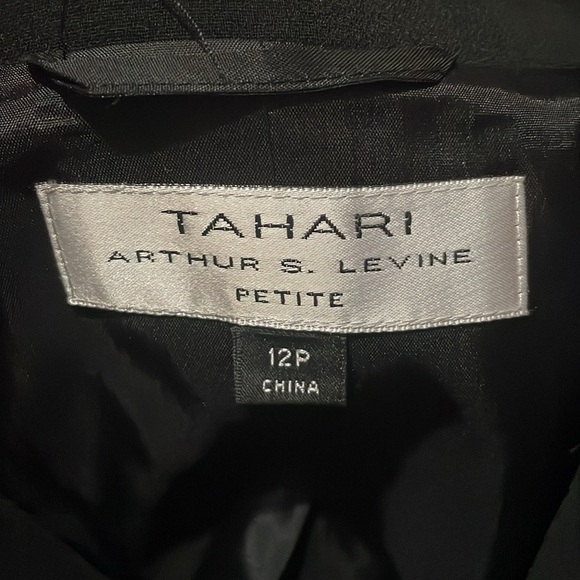 TAHARI
ARTHUR S. LEVINE
PETITE
12P
CHINA